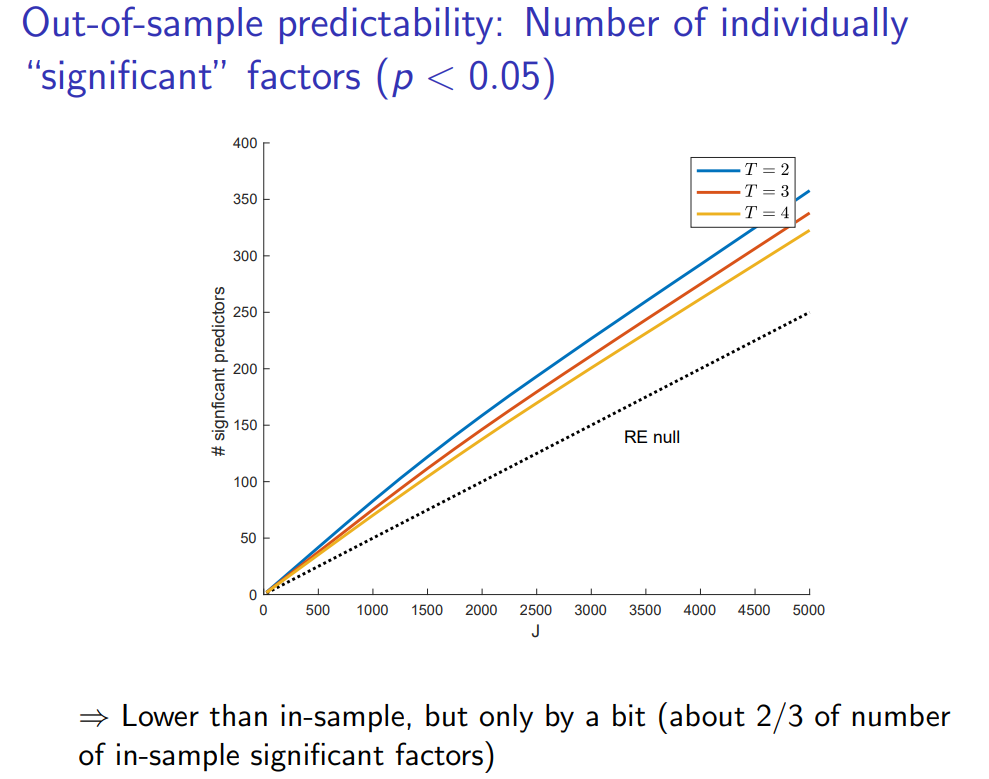 Out-of-sample predictability: Number of individually
“significant” factors (p < 0.05)
400
350
300
250
200
150
100
50
0
# signficant predictors
T = 2
T = 3
T = 4
RE null
0 500 1000 1500 2000 2500 3000 3500 4000 4500 5000
J
⇒ Lower than in-sample, but only by a bit (about 2/3 of number
of in-sample significant factors)